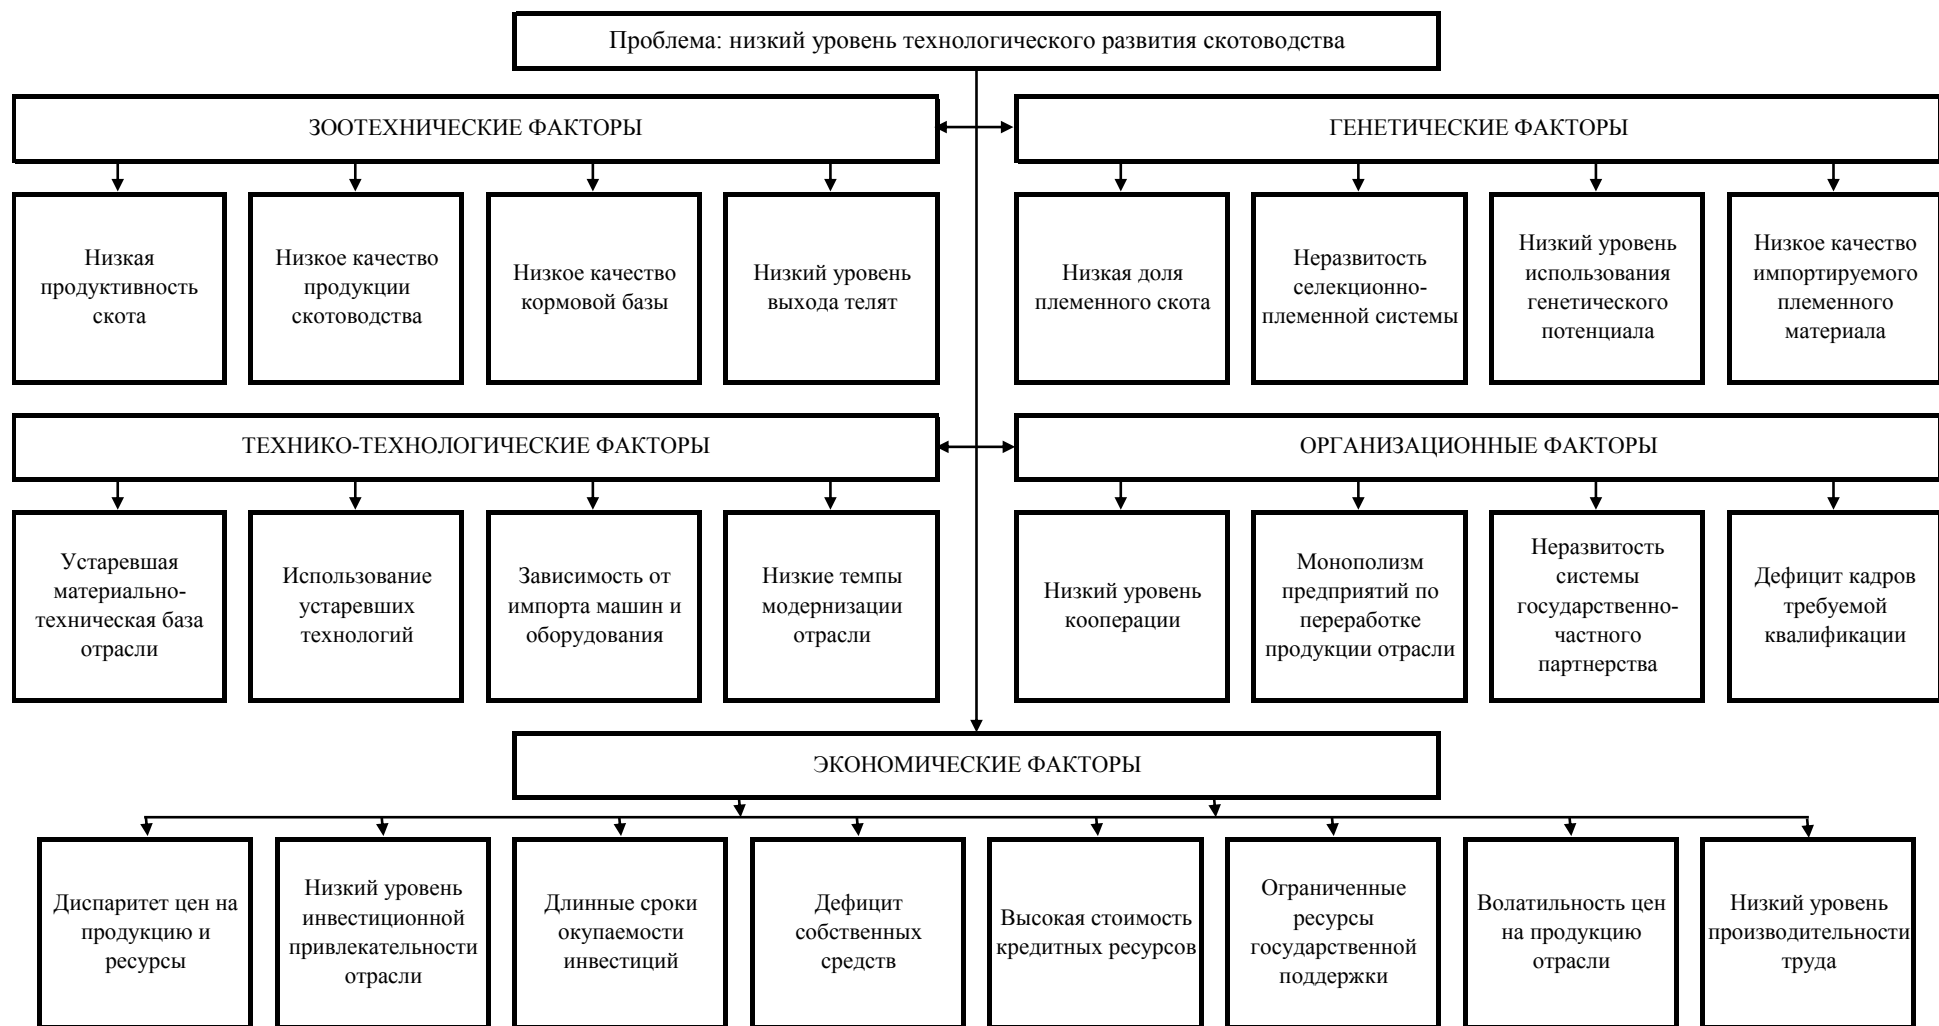 Проблема: низкий уровень технологического развития скотоводства
ЗООТЕХНИЧЕСКИЕ ФАКТОРЫ
Низкая
продуктивность
скота
Низкое качество
продукции
скотоводства
Низкое качество
кормовой базы
Низкий уровень
выхода телят
ГЕНЕТИЧЕСКИЕ ФАКТОРЫ
Низкая доля
племенного скота
Неразвитость
селекционно-
племенной системы
Низкий уровень
использования
генетического
потенциала
Низкое качество
импортируемого
племенного
материала
ТЕХНИКО-ТЕХНОЛОГИЧЕСКИЕ ФАКТОРЫ
Устаревшая
материально-
техническая база
отрасли
Использование
устаревших
технологий
Зависимость от
импорта машин и
оборудования
Низкие темпы
модернизации
отрасли
ОРГАНИЗАЦИОННЫЕ ФАКТОРЫ
Низкий уровень
кооперации
Монополизм
предприятий по
переработке
продукции отрасли
Неразвитость
системы
государственно-
частного
партнерства
Дефицит кадров
требуемой
квалификации
ЭКОНОМИЧЕСКИЕ ФАКТОРЫ
Диспаритет цен на
продукцию и
ресурсы
Низкий уровень
инвестиционной
привлекательности
отрасли
Длинные сроки
окупаемости
инвестиций
Дефицит
собственных
средств
Высокая стоимость
кредитных ресурсов
Ограниченные
ресурсы
государственной
поддержки
Волатильность цен
на продукцию
отрасли
Низкий уровень
производительности
труда